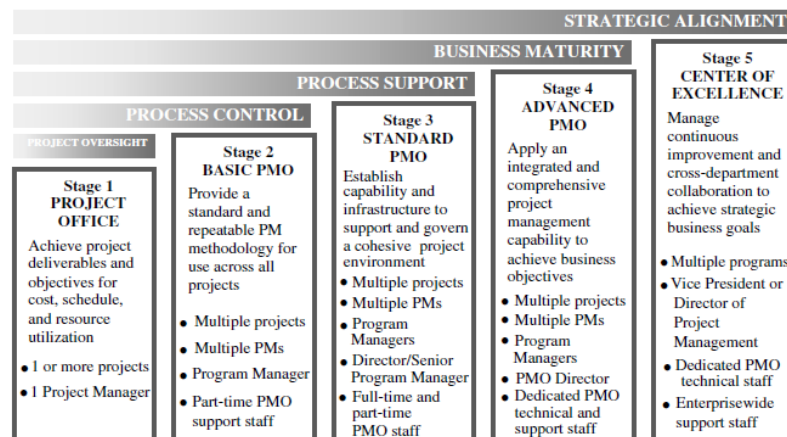 STRATEGIC ALIGNMENT
BUSINESS MATURITY
PROCESS SUPPORT
PROCESS CONTROL
PROJECT OVERSIGHT
Stage 1
PROJECT
OFFICE
Achieve project
deliverables and
objectives for
cost, schedule,
and resource
utilization
● 1 or more projects
● 1 Project Manager
Stage 2
BASIC PMO
Provide a
standard and
repeatable PM
methodology for
use across all
projects
● Multiple projects
● Multiple PMs
● Program Manager
● Part-time PMO
support staff
Stage 3
STANDARD
PMO
Establish
capability and
infrastructure to
support and govern
a cohesive project
environment
● Multiple projects
● Multiple PMs
● Program
Managers
● Director/Senior
Program Manager
● Full-time and
part-time
PMO staff
Stage 4
ADVANCED
PMO
Apply an
integrated and
comprehensive
project
management
capability to
achieve business
objectives
● Multiple projects
● Multiple PMs
● Program
Managers
● PMO Director
● Dedicated PMO
technical and
support staff
Stage 5
CENTER OF
EXCELLENCE
Manage
continuous
improvement and
cross-department
collaboration to
achieve strategic
business goals
● Multiple programs
● Vice President or
Director of
Project
Management
● Dedicated PMO
technical staff
● Enterprisewide
support staff